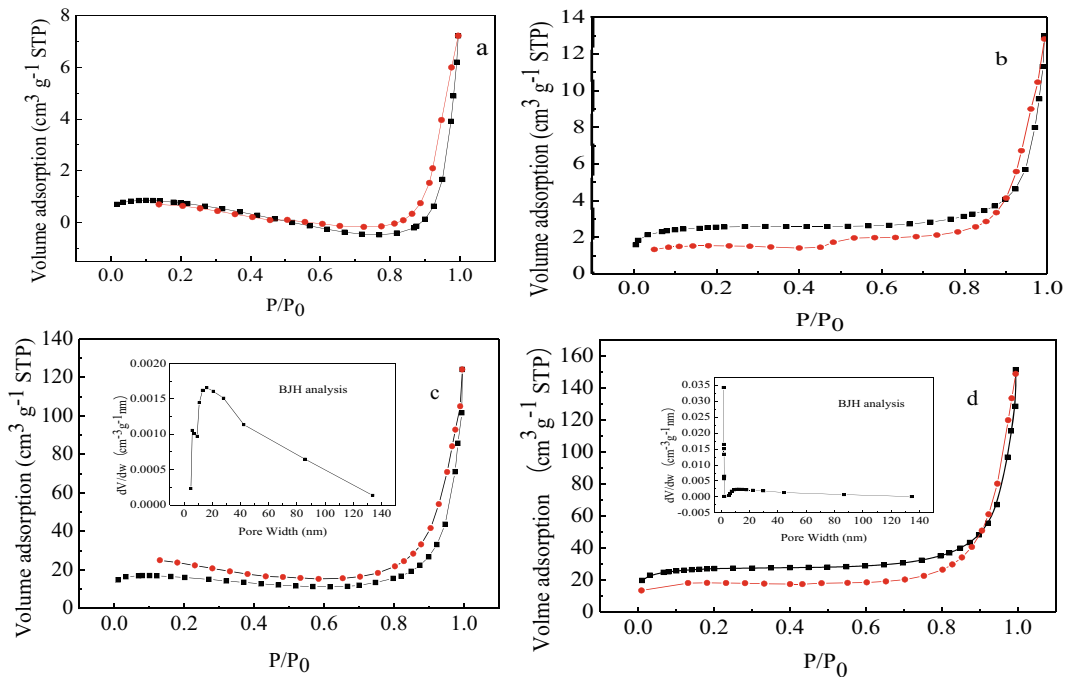 a
8
6
4
2
0
0.0 0.2 0.4 0.6 0.8 1.0
P/P0
Volume adsorption (cm3 g-1 STP)
b
14
12
10
8
6
4
2
0
0.0 0.2 0.4 0.6 0.8 1.0
P/P0
Volume adsorption (cm3 g-1 STP)
c
140
120
100
80
60
40
20
0
0.0 0.2 0.4 0.6 0.8 1.0
P/P0
Volume adsorption (cm3 g-1 STP)
BJH analysis
0.0020
0.0015
0.0010
0.0005
0.0000
0 20 40 60 80 100 120 140
Pore Width (nm)
dV/dw (cm-3g-1nm)
d
160
140
120
100
80
60
40
20
0
0.0 0.2 0.4 0.6 0.8 1.0
P/P0
Volme adsorption (cm3 g-1 STP)
BJH analysis
0.035
0.030
0.025
0.020
0.015
0.010
0.005
0.000
-0.005
0 20 40 60 80 100 120 140
Pore Width (nm)
dV/dw (cm-3g-1nm)